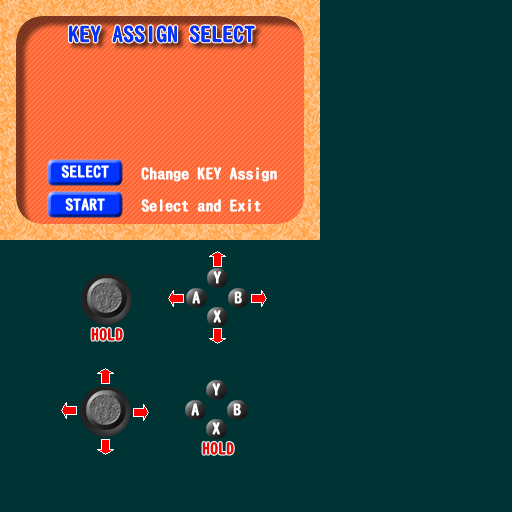 KEY ASSIGN SELECT
SELECT Change KEY Assign
START Select and Exit
Y
A B
X
HOLD
Y
A B
X
HOLD